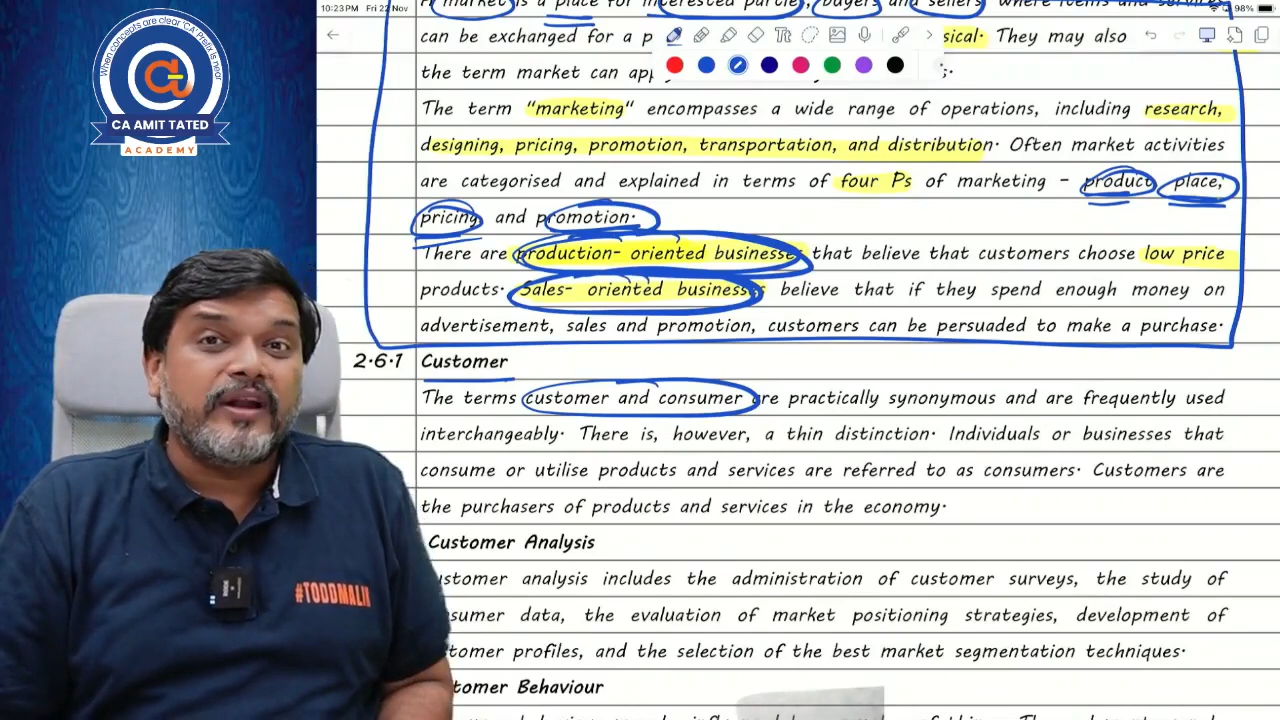 10:23PM Fri 22 Nov
98%
When concepts are clear 'CA' Prefix is near
CA AMIT TATED
ACADEMY
A market is a place for interested parties, buyers and sellers where items and services
can be exchanged for a p sical. They may also
the term market can app
The term "marketing" encompasses a wide range of operations, including research,
designing, pricing, promotion, transportation, and distribution. Often market activities
are categorised and explained in terms of four Ps of marketing - product, place,
pricing and promotion.
There are production- oriented businesses that believe that customers choose low price
products. Sales- oriented businesses believe that if they spend enough money on
advertisement, sales and promotion, customers can be persuaded to make a purchase.
2.6.1 Customer
The terms customer and consumer are practically synonymous and are frequently used
interchangeably. There is, however, a thin distinction. Individuals or businesses that
consume or utilise products and services are referred to as consumers. Customers are
the purchasers of products and services in the economy.
Customer Analysis
ustomer analysis includes the administration of customer surveys, the study of
nsumer data, the evaluation of market positioning strategies, development of
tomer profiles, and the selection of the best market segmentation techniques.
tomer Behaviour
#TODDMALIK